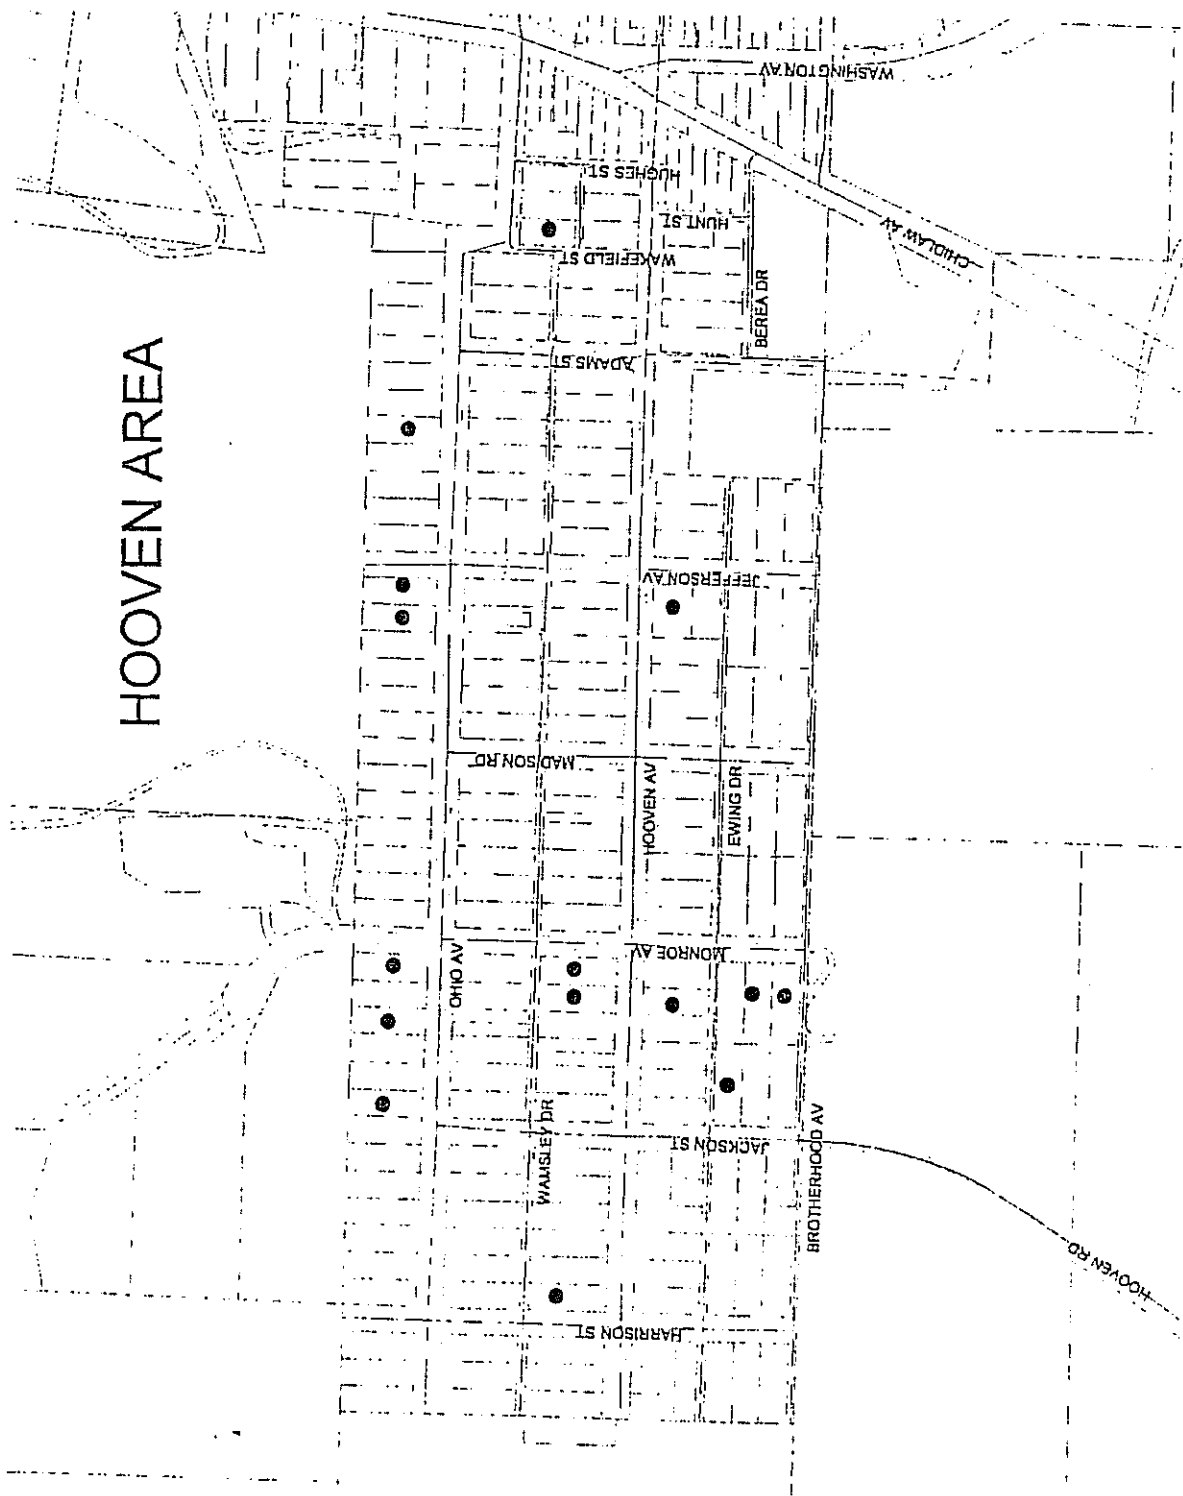 HOOVEN AREA
WASHINGTON AV
HUGHES ST
HUNT ST
WAKEFIELD ST
CHIDLAW AV
BEREA DR
ADAMS ST
JEFFERSON AV
MADISON RD
HOOVEN AV
EWING DR
MONROE AV
OHIO AV
WAMSLEY DR
JACKSON ST
BROTHERHOOD AV
HOOVEN RD
HARRISON ST